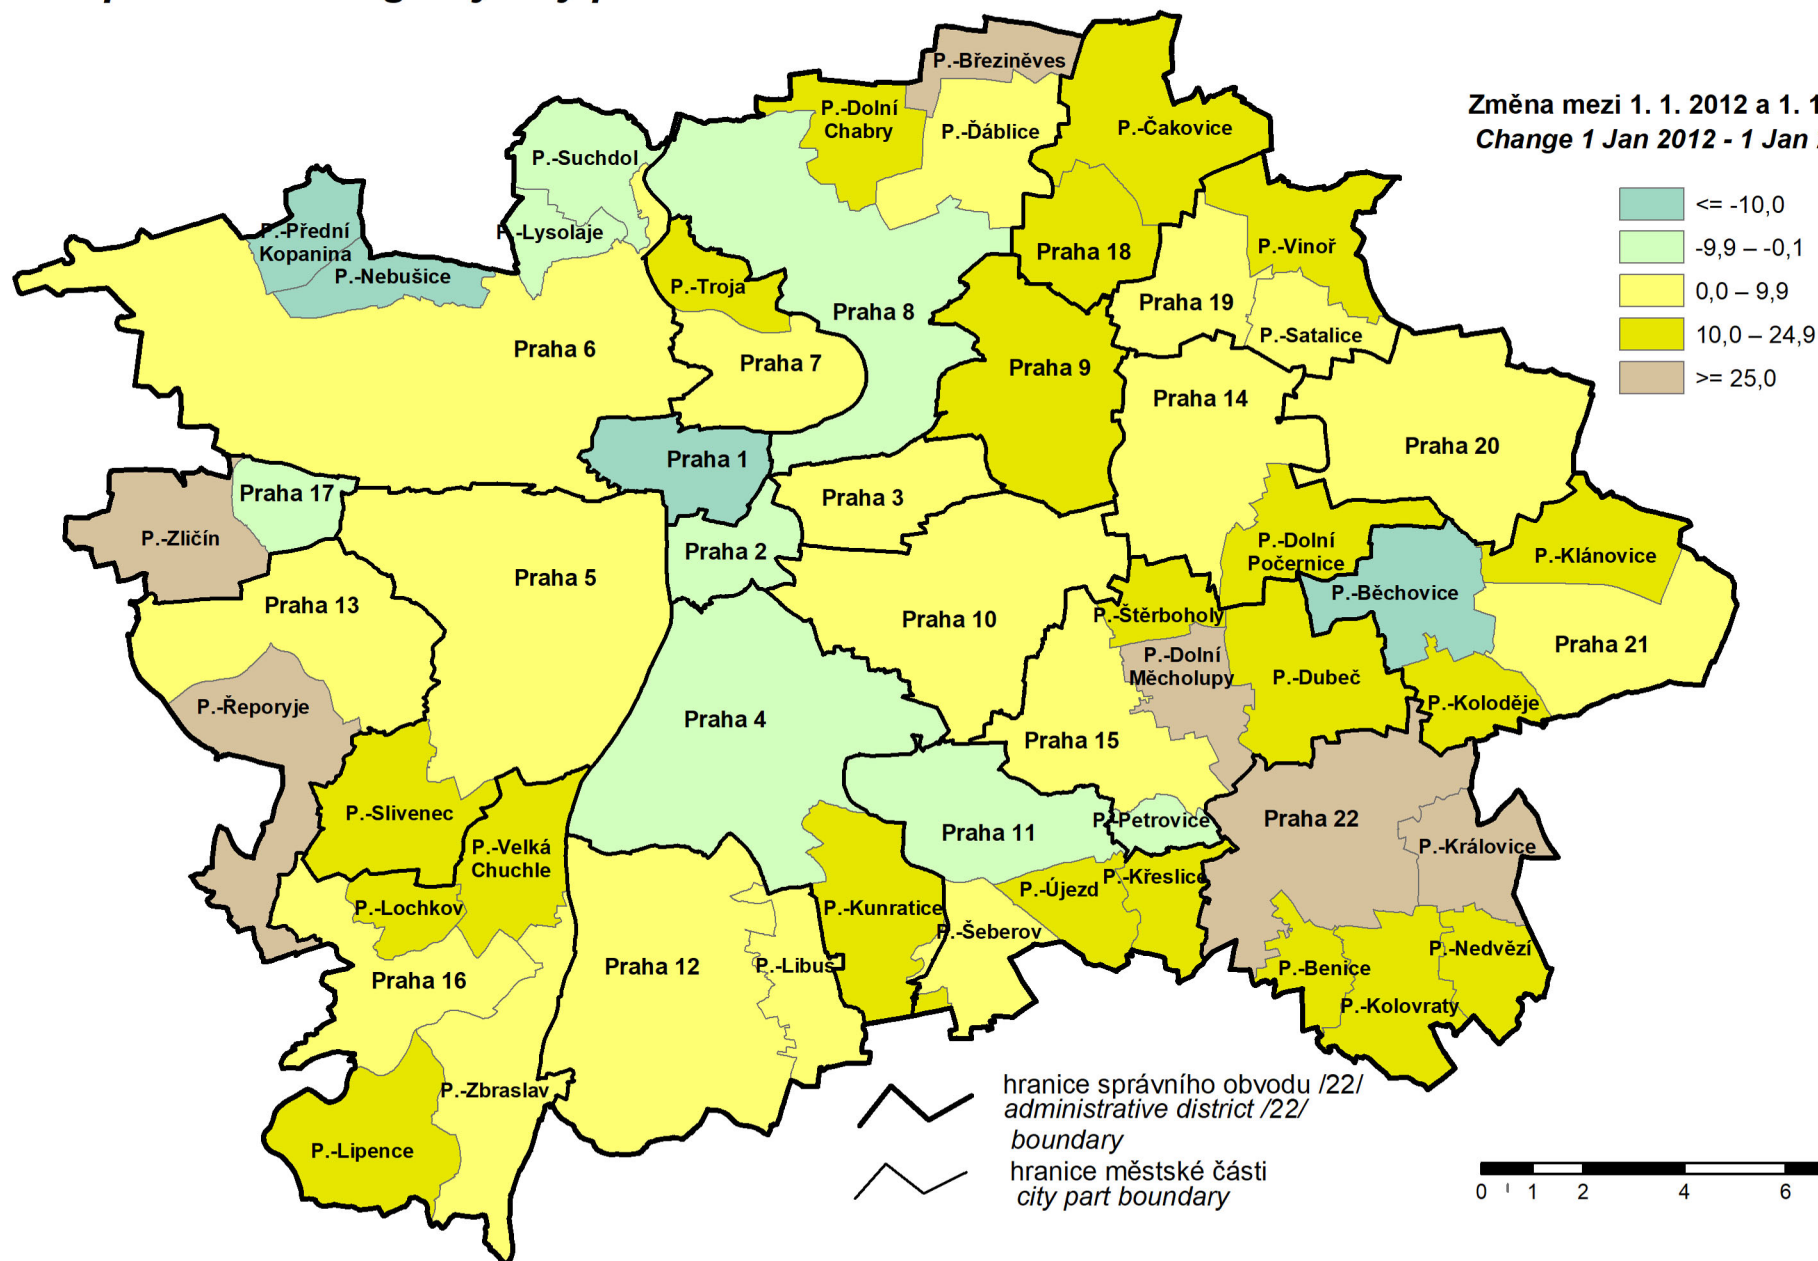 Změna mezi 1. 1. 2012 a 1. 1
Change 1 Jan 2012 - 1 Jan
<= -10,0
-9,9 – -0,1
0,0 – 9,9
10,0 – 24,9
>= 25,0
P.-Březiněves
P.-Dolní
Chabry
P.-Ďáblice
P.-Čakovice
P.-Suchdol
P.-Přední
Kopanina
P.-Lysolaje
P.-Nebušice
P.-Troja
Praha 18
P.-Vinoř
Praha 8
Praha 19
P.-Satalice
Praha 6
Praha 7
Praha 9
Praha 14
Praha 20
Praha 1
Praha 17
Praha 3
P.-Zličín
Praha 2
P.-Dolní
Počernice
P.-Klánovice
Praha 5
P.-Běchovice
Praha 13
Praha 10
P.-Štěrboholy
Praha 21
P.-Dolní
Měcholupy
P.-Dubeč
P.-Řeporyje
P.-Koloděje
Praha 4
Praha 15
P.-Slivenec
Praha 11
P.-Petrovice
Praha 22
P.-Velká
Chuchle
P.-Královice
P.-Lochkov
P.-Kunratice
P.-Újezd
P.-Křeslice
P.-Šeberov
P.-Nedvězí
Praha 16
Praha 12
P.-Libuš
P.-Benice
P.-Kolovraty
P.-Zbraslav
P.-Lipence
hranice správního obvodu /22/
administrative district /22/
boundary
hranice městské části
city part boundary
0 1 2 4 6